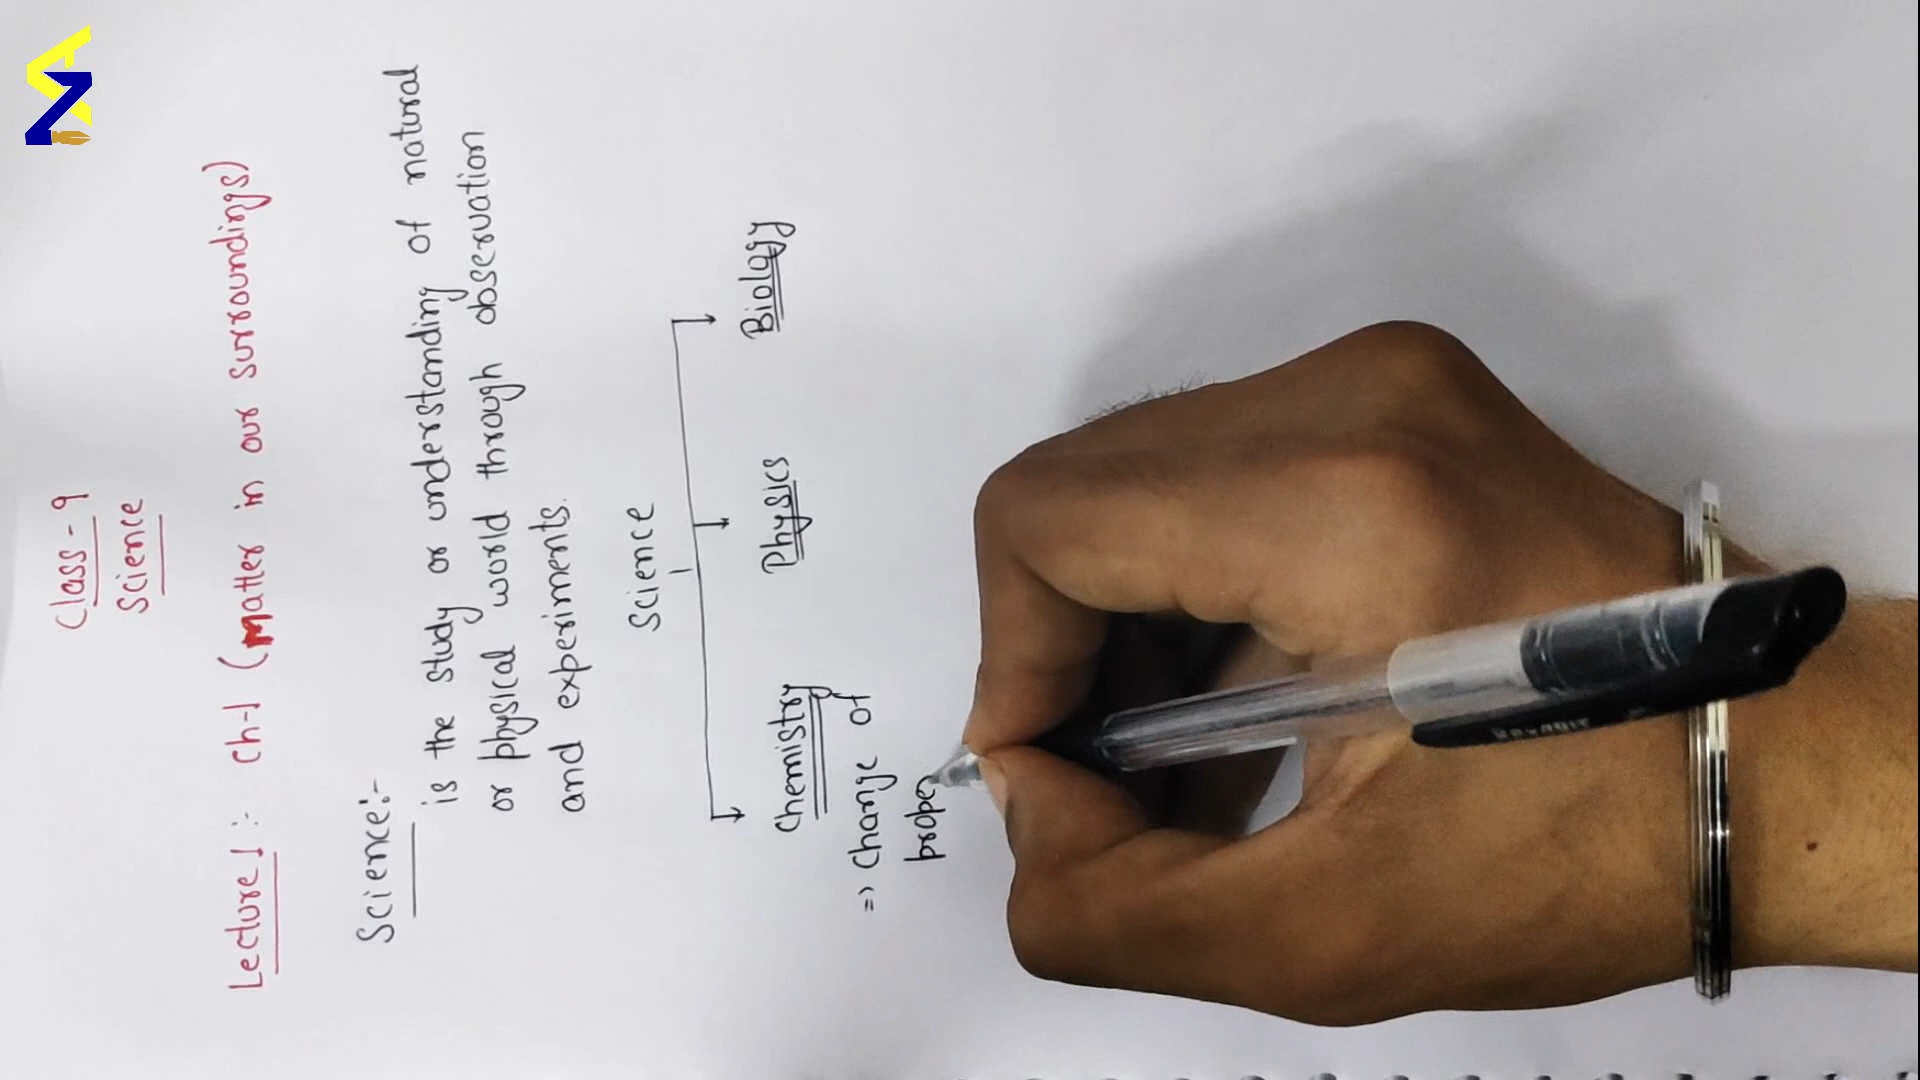 Class-9
Science
Lecture 1:- Ch-1 (Matter in our surroundings)
Science:-
is the study or understanding of natural
or physical world through observation
and experiments.
Science
Chemistry Physics Biology
=> Change of
prope